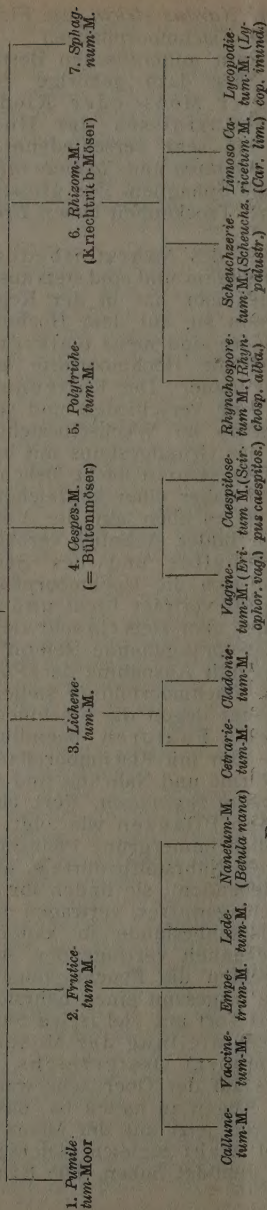 1. Pumile-
tum-Moor
2. Frutice-
tum M.
3. Lichene-
tum-M.
4. Cespes-M.
(= Bültenmöser)
5. Polytriche-
tum-M.
6. Rhizom-M.
(Kriechtrieb-Möser)
7. Sphag-
num-M.
Callune-
tum-M.
Vaccine-
tum-M.
Empe-
trum-M.
Lede-
tum-M.
Nanetum-M.
(Betula nana)
Cetrarie-
tum-M.
Cladonie-
tum-M.
Vagine-
tum-M. (Eri-
ophor. vag.)
Caespitose-
tum M. (Scir-
pus caespitos.)
Rhynchospore-
tum M. (Rhyn-
chosp. alba.)
Scheuchzerie-
tum-M. (Scheuchz.
palustr.)
Limoso Ca-
ricetum M.
(Car. lim.)
Lycopodie-
tum-M. (Ly-
cop. inund.)